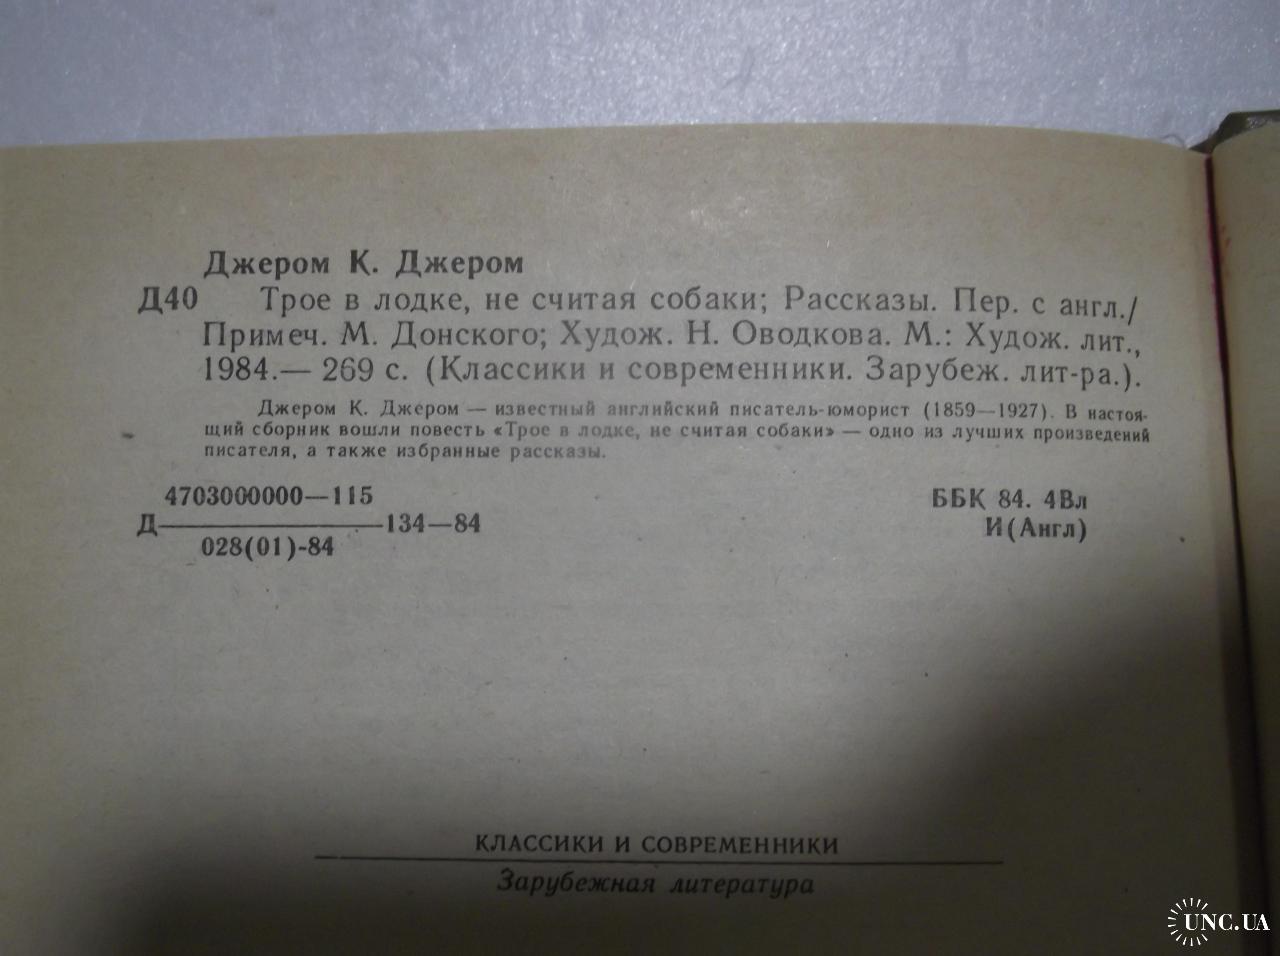 Джером К. Джером
Д40 Трое в лодке, не считая собаки; Рассказы. Пер. с англ./
Примеч. М. Донского; Худож. Н. Оводкова. М.: Худож. лит.,
1984.— 269 с. (Классики и современники. Зарубеж. лит-ра.).
Джером К. Джером — известный английский писатель-юморист (1859—1927). В настоя-
щий сборник вошли повесть «Трое в лодке, не считая собаки» — одно из лучших произведений
писателя, а также избранные рассказы.
4703000000—115
Д—134—84
028(01)-84
ББК 84. 4Вл
И(Англ)
КЛАССИКИ И СОВРЕМЕННИКИ
Зарубежная литература
UNC.UA